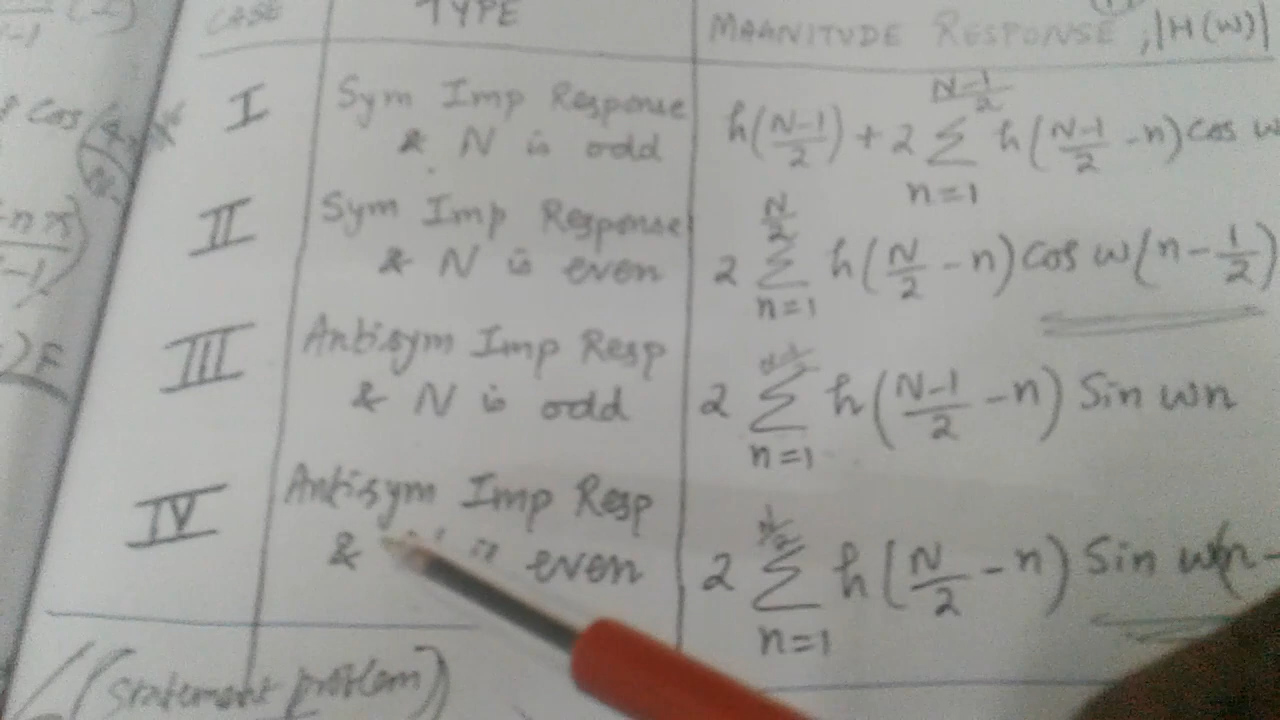 CASE TYPE MAGNITUDE RESPONSE, |H(w)|
I Sym Imp Response & N is odd h((N-1)/2) + 2 Σ_{n=1}^{(N-1)/2} h((N-1)/2 - n) cos w
II Sym Imp Response & N is even 2 Σ_{n=1}^{N/2} h(N/2 - n) cos w(n - 1/2)
III Antisym Imp Resp & N is odd 2 Σ_{n=1} h((N-1)/2 - n) Sin wn
IV Antisym Imp Resp & is even 2 Σ_{n=1}^{N/2} h(N/2 - n) Sin w(n -
(Statement problem)